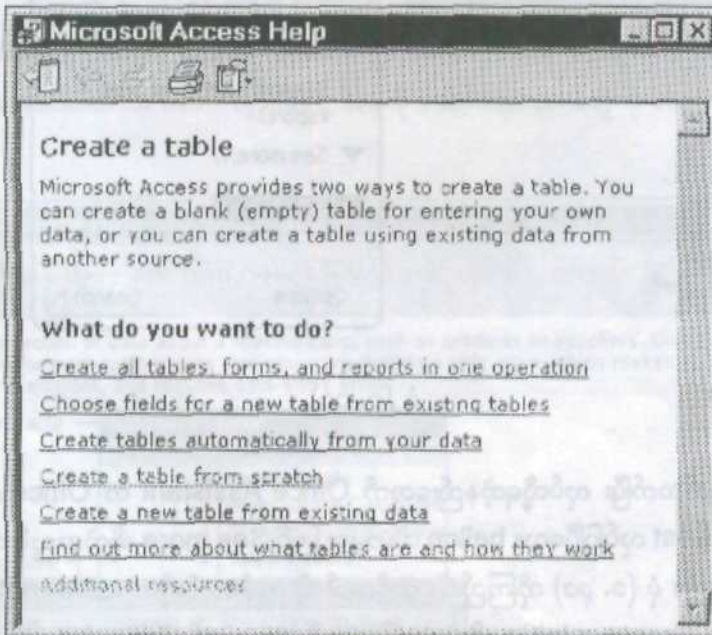 Microsoft Access Help
Create a table
Microsoft Access provides two ways to create a table. You
can create a blank (empty) table for entering your own
data, or you can create a table using existing data from
another source.
What do you want to do?
Create all tables, forms, and reports in one operation
Choose fields for a new table from existing tables
Create tables automatically from your data
Create a table from scratch
Create a new table from existing data
Find out more about what tables are and how they work
Additional resources